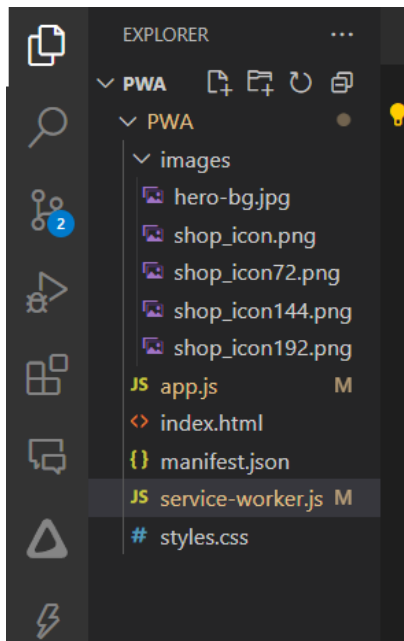 EXPLORER ...
PWA
PWA
images
hero-bg.jpg
shop_icon.png
shop_icon72.png
shop_icon144.png
shop_icon192.png
2
JS app.js M
<> index.html
{} manifest.json
JS service-worker.js M
# styles.css